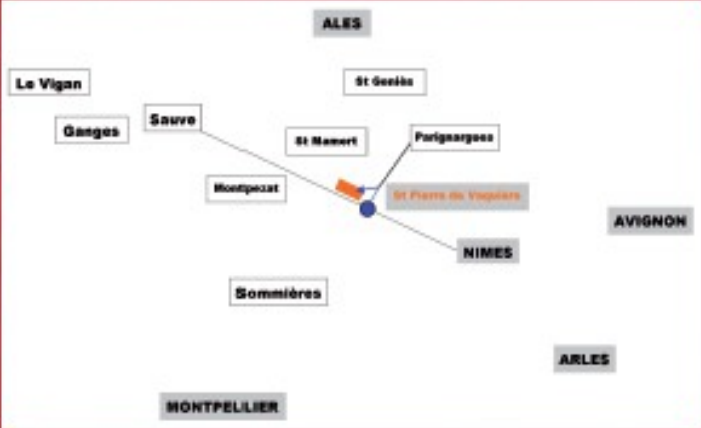 ALES
Le Vigan
St Geniès
Sauve
Ganges
St Mamert
Parignargues
Montpezat
St Pierre de Vaquière
AVIGNON
NIMES
Sommières
ARLES
MONTPELLIER